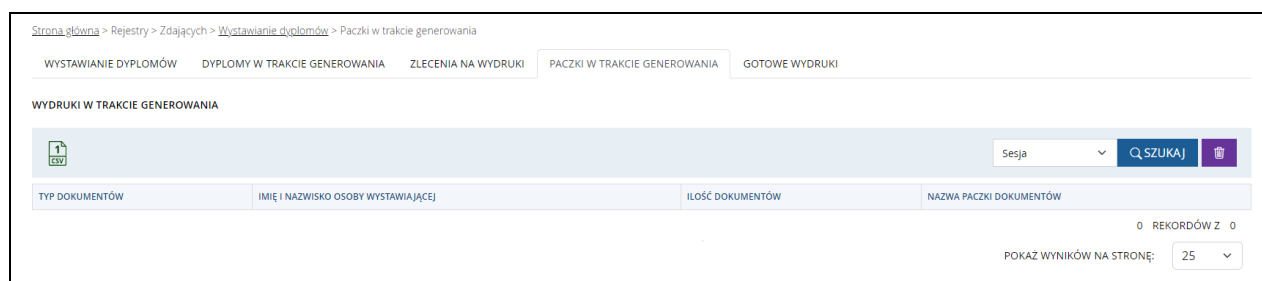 Strona główna > Rejestry > Zdających > Wystawianie dyplomów > Paczki w trakcie generowania
WYSTAWIANIE DYPLOMÓW DYPLOMY W TRAKCIE GENEROWANIA ZLECENIA NA WYDRUKI PACZKI W TRAKCIE GENEROWANIA GOTOWE WYDRUKI
WYDRUKI W TRAKCIE GENEROWANIA
1 CSV Sesja SZUKAJ
TYP DOKUMENTÓW IMIĘ I NAZWISKO OSOBY WYSTAWIAJĄCEJ ILOŚĆ DOKUMENTÓW NAZWA PACZKI DOKUMENTÓW
0 REKORDÓW Z 0
POKAŻ WYNIKÓW NA STRONĘ: 25